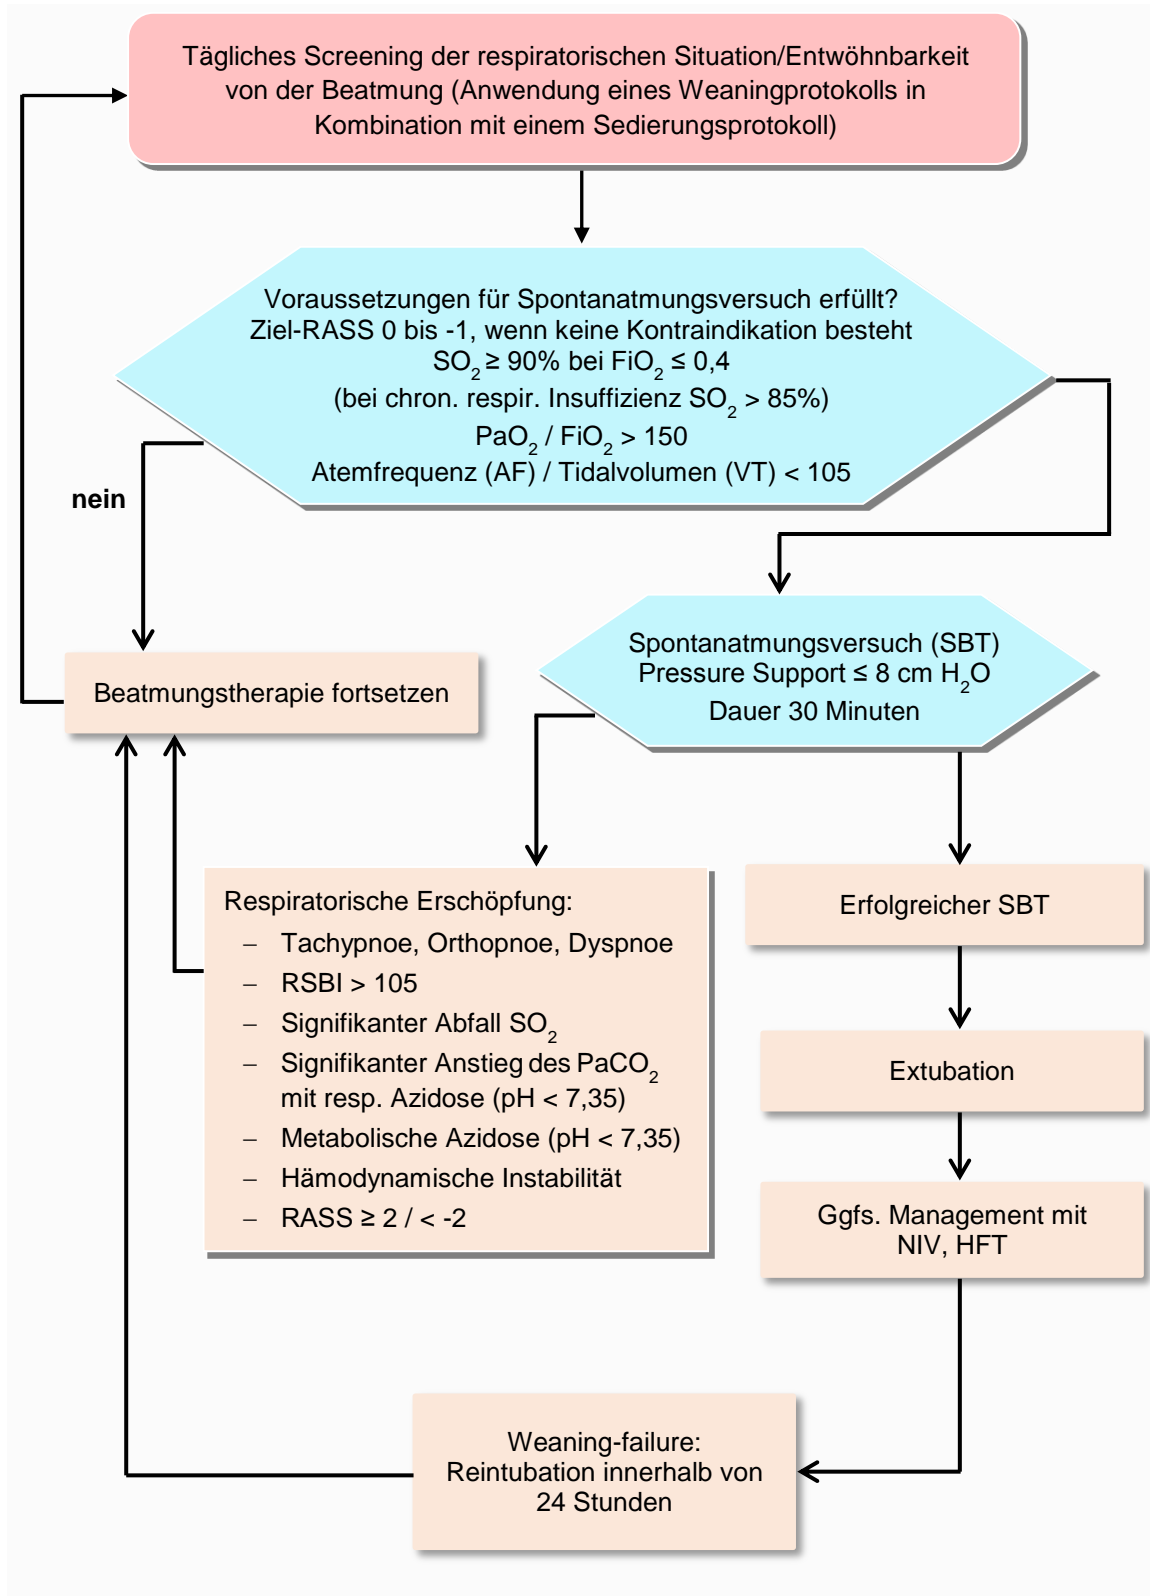 Tägliches Screening der respiratorischen Situation/Entwöhnbarkeit
von der Beatmung (Anwendung eines Weaningprotokolls in
Kombination mit einem Sedierungsprotokoll)
Voraussetzungen für Spontanatmungsversuch erfüllt?
Ziel-RASS 0 bis -1, wenn keine Kontraindikation besteht
SO₂ ≥ 90% bei FiO₂ ≤ 0,4
(bei chron. respir. Insuffizienz SO₂ > 85%)
PaO₂ / FiO₂ > 150
Atemfrequenz (AF) / Tidalvolumen (VT) < 105
nein
Spontanatmungsversuch (SBT)
Pressure Support ≤ 8 cm H₂O
Dauer 30 Minuten
Beatmungstherapie fortsetzen
Respiratorische Erschöpfung:
– Tachypnoe, Orthopnoe, Dyspnoe
– RSBI > 105
– Signifikanter Abfall SO₂
– Signifikanter Anstieg des PaCO₂
mit resp. Azidose (pH < 7,35)
– Metabolische Azidose (pH < 7,35)
– Hämodynamische Instabilität
– RASS ≥ 2 / < -2
Erfolgreicher SBT
Extubation
Ggfs. Management mit
NIV, HFT
Weaning-failure:
Reintubation innerhalb von
24 Stunden